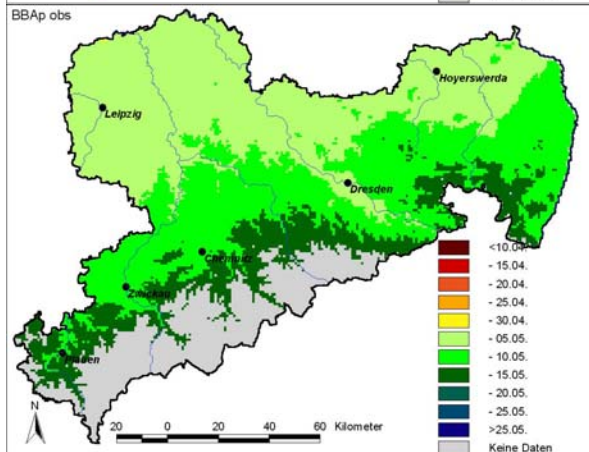 BBAp obs
Hoyerswerda
Leipzig
Dresden
Chemnitz
Zwickau
Plauen
<10.04.
- 15.04.
- 20.04.
- 25.04.
- 30.04.
- 05.05.
- 10.05.
- 15.05.
- 20.05.
- 25.05.
>25.05.
Keine Daten
N
20 0 20 40 60 Kilometer